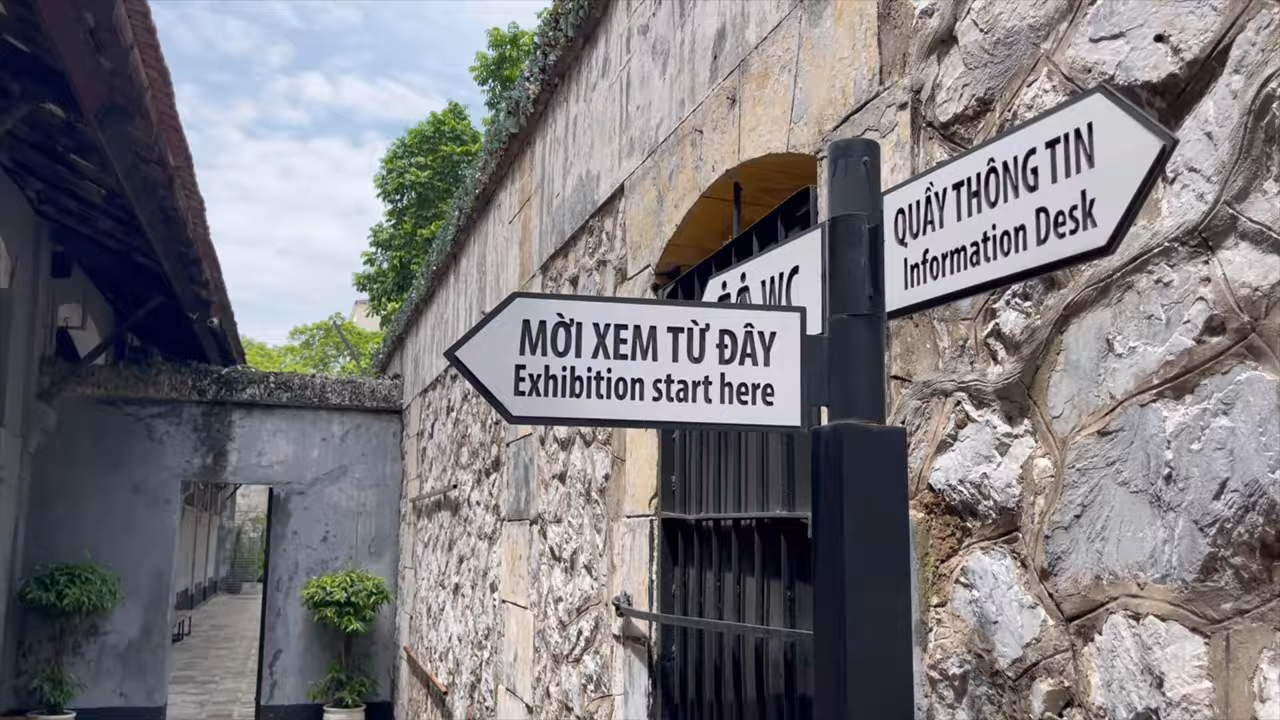 QUẦY THÔNG TIN
Information Desk
WC
MỜI XEM TỪ ĐÂY
Exhibition start here